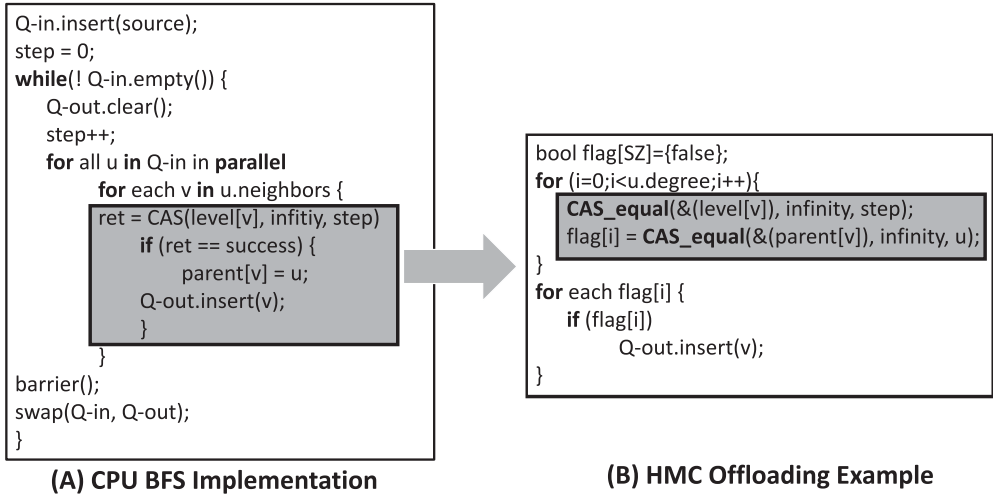 Q-in.insert(source);
step = 0;
while(! Q-in.empty()) {
Q-out.clear();
step++;
for all u in Q-in in parallel
for each v in u.neighbors {
ret = CAS(level[v], infitiy, step)
if (ret == success) {
parent[v] = u;
Q-out.insert(v);
}
}
barrier();
swap(Q-in, Q-out);
}
(A) CPU BFS Implementation
bool flag[SZ]={false};
for (i=0;i<u.degree;i++){
CAS_equal(&(level[v]), infinity, step);
flag[i] = CAS_equal(&(parent[v]), infinity, u);
}
for each flag[i] {
if (flag[i])
Q-out.insert(v);
}
(B) HMC Offloading Example